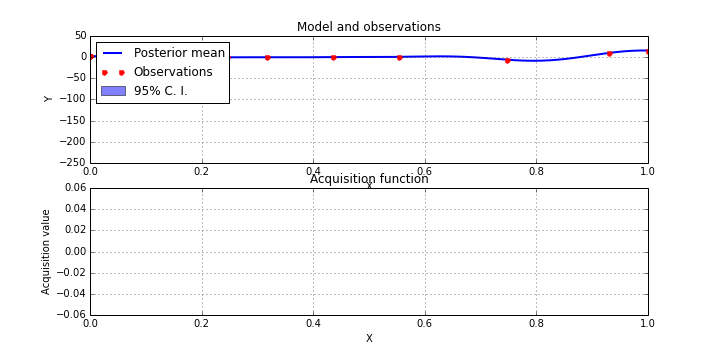 Model and observations
50
0
−50
−100
−150
−200
−250
Y
Posterior mean
Observations
95% C. I.
0.0 0.2 0.4 0.6 0.8 1.0
X
Acquisition function
0.06
0.04
0.02
0.00
−0.02
−0.04
−0.06
Acquisition value
0.0 0.2 0.4 0.6 0.8 1.0
X